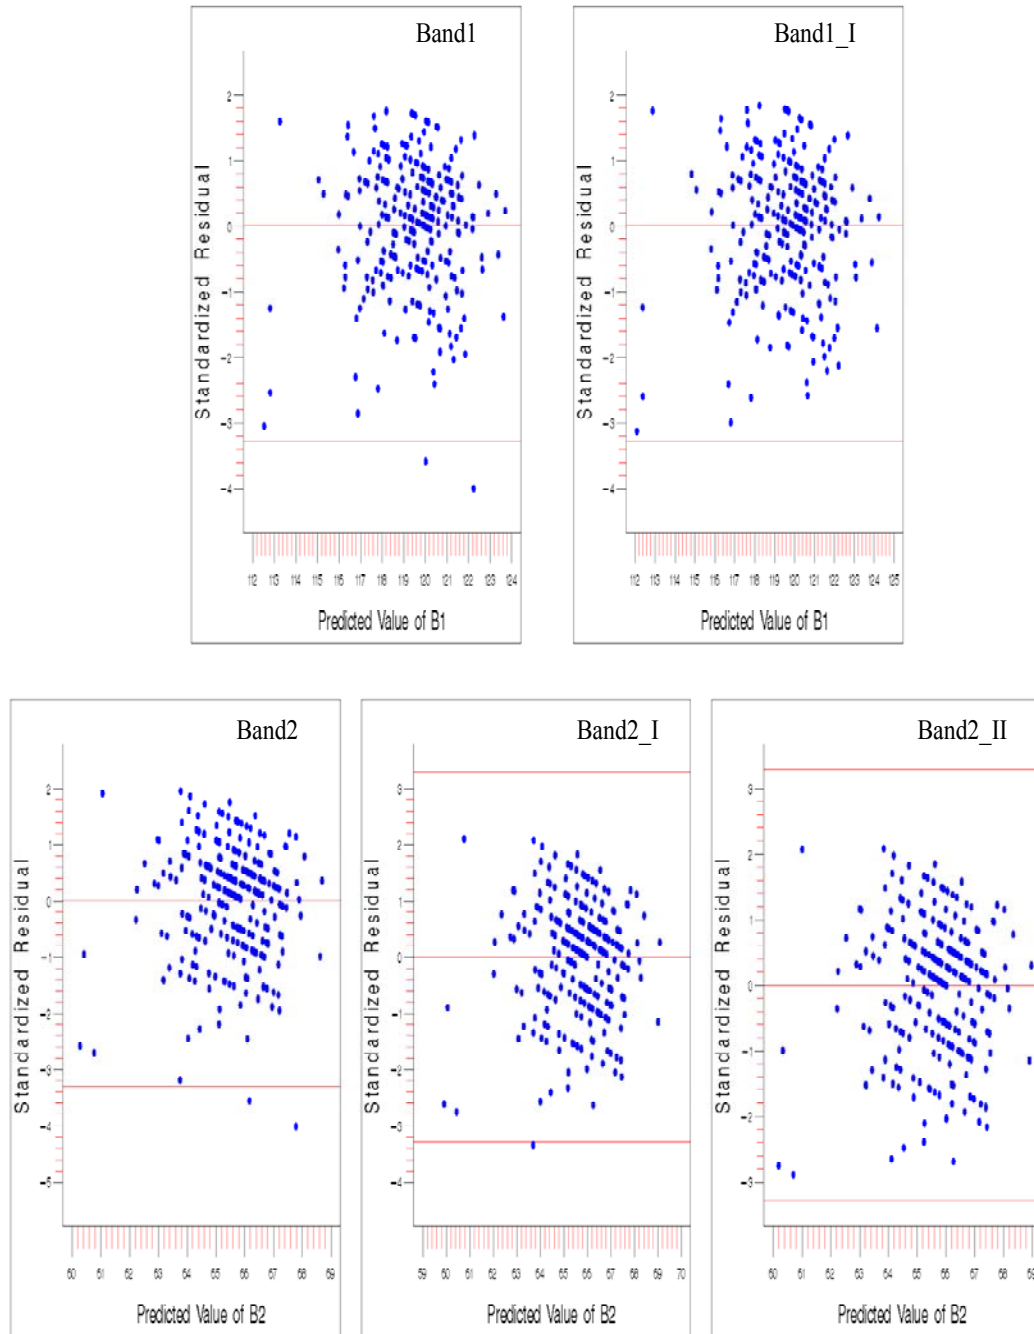 Band1
2
1
0
-1
-2
-3
-4
Standardized Residual
112 113 114 115 116 117 118 119 120 121 122 123 124
Predicted Value of B1
Band1_I
2
1
0
-1
-2
-3
-4
Standardized Residual
112 113 114 115 116 117 118 119 120 121 122 123 124 125
Predicted Value of B1
Band2
2
1
0
-1
-2
-3
-4
-5
Standardized Residual
60 61 62 63 64 65 66 67 68
Predicted Value of B2
Band2_I
3
2
1
0
-1
-2
-3
-4
Standardized Residual
59 60 61 62 63 64 65 66 67 68 69 70
Predicted Value of B2
Band2_II
3
2
1
0
-1
-2
-3
Standardized Residual
60 61 62 63 64 65 66 67 68 69
Predicted Value of B2